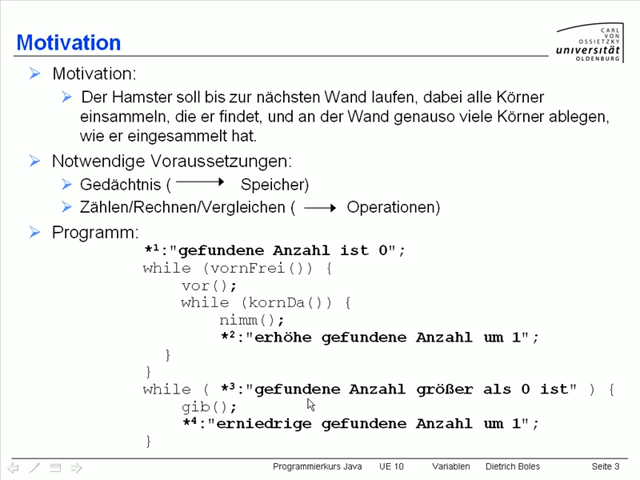 Motivation
CARL
VON
OSSIETZKY
universität
OLDENBURG
Motivation:
Der Hamster soll bis zur nächsten Wand laufen, dabei alle Körner
einsammeln, die er findet, und an der Wand genauso viele Körner ablegen,
wie er eingesammelt hat.
Notwendige Voraussetzungen:
Gedächtnis ( → Speicher)
Zählen/Rechnen/Vergleichen ( → Operationen)
Programm:
*1:"gefundene Anzahl ist 0";
while (vornFrei()) {
vor();
while (kornDa()) {
nimm();
*2:"erhöhe gefundene Anzahl um 1";
}
}
while ( *3:"gefundene Anzahl größer als 0 ist" ) {
gib();
*4:"erniedrige gefundene Anzahl um 1";
}
Programmierkurs Java UE 10 Variablen Dietrich Boles Seite 3